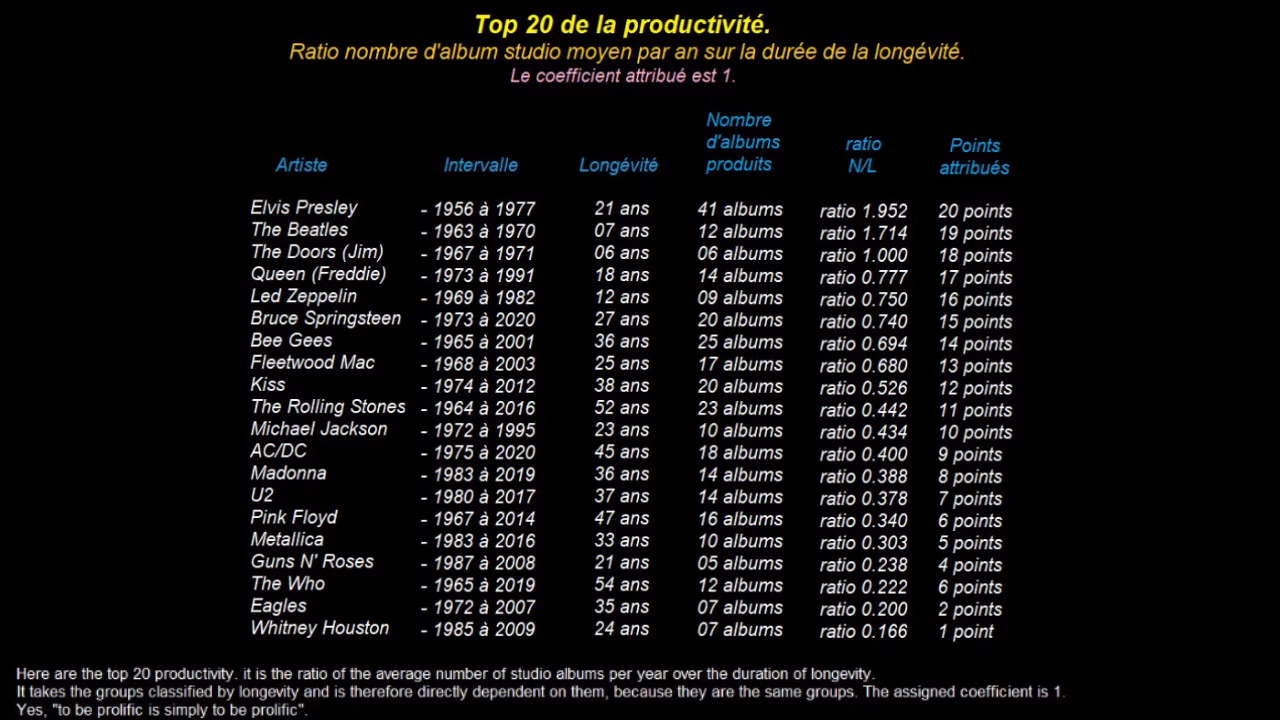 Top 20 de la productivité.
Ratio nombre d'album studio moyen par an sur la durée de la longévité.
Le coefficient attribué est 1.
Artiste Intervalle Longévité Nombre d'albums produits ratio N/L Points attribués
Elvis Presley - 1956 à 1977 21 ans 41 albums ratio 1.952 20 points
The Beatles - 1963 à 1970 07 ans 12 albums ratio 1.714 19 points
The Doors (Jim) - 1967 à 1971 06 ans 06 albums ratio 1.000 18 points
Queen (Freddie) - 1973 à 1991 18 ans 14 albums ratio 0.777 17 points
Led Zeppelin - 1969 à 1982 12 ans 09 albums ratio 0.750 16 points
Bruce Springsteen - 1973 à 2020 27 ans 20 albums ratio 0.740 15 points
Bee Gees - 1965 à 2001 36 ans 25 albums ratio 0.694 14 points
Fleetwood Mac - 1968 à 2003 25 ans 17 albums ratio 0.680 13 points
Kiss - 1974 à 2012 38 ans 20 albums ratio 0.526 12 points
The Rolling Stones - 1964 à 2016 52 ans 23 albums ratio 0.442 11 points
Michael Jackson - 1972 à 1995 23 ans 10 albums ratio 0.434 10 points
AC/DC - 1975 à 2020 45 ans 18 albums ratio 0.400 9 points
Madonna - 1983 à 2019 36 ans 14 albums ratio 0.388 8 points
U2 - 1980 à 2017 37 ans 14 albums ratio 0.378 7 points
Pink Floyd - 1967 à 2014 47 ans 16 albums ratio 0.340 6 points
Metallica - 1983 à 2016 33 ans 10 albums ratio 0.303 5 points
Guns N' Roses - 1987 à 2008 21 ans 05 albums ratio 0.238 4 points
The Who - 1965 à 2019 54 ans 12 albums ratio 0.222 6 points
Eagles - 1972 à 2007 35 ans 07 albums ratio 0.200 2 points
Whitney Houston - 1985 à 2009 24 ans 07 albums ratio 0.166 1 point
Here are the top 20 productivity. it is the ratio of the average number of studio albums per year over the duration of longevity.
It takes the groups classified by longevity and is therefore directly dependent on them, because they are the same groups. The assigned coefficient is 1.
Yes, "to be prolific is simply to be prolific".